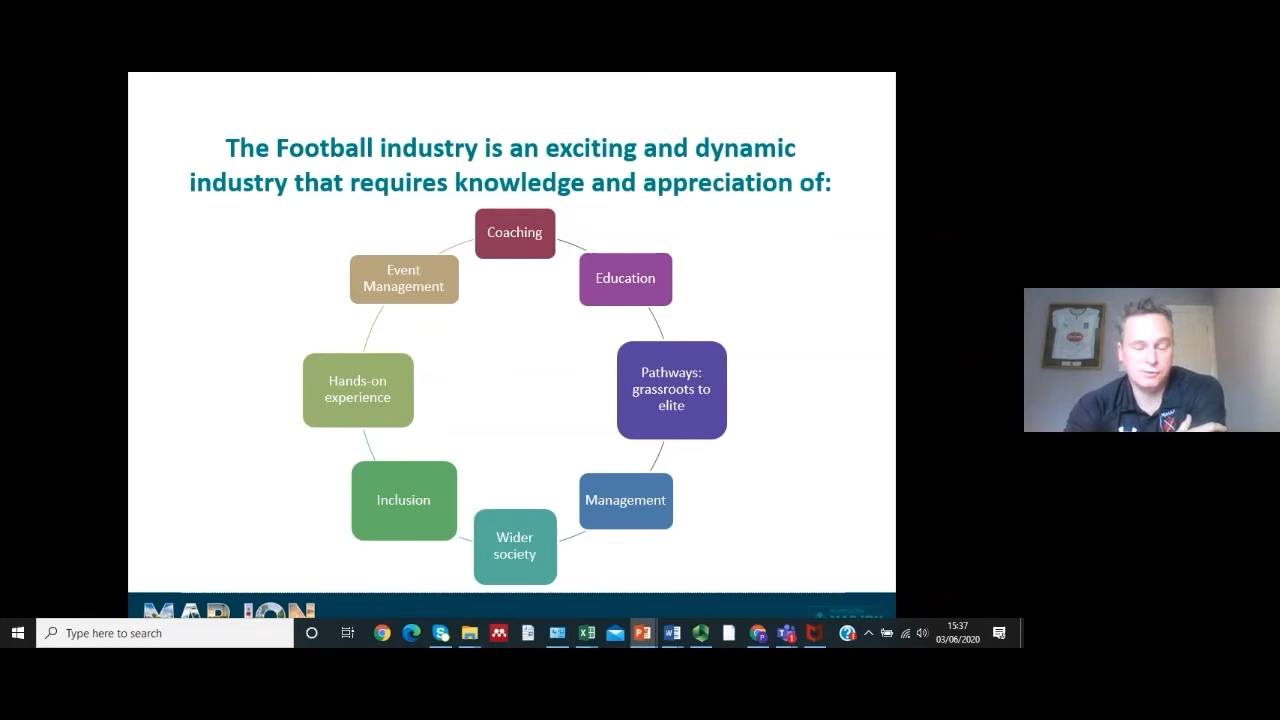 The Football industry is an exciting and dynamic
industry that requires knowledge and appreciation of:
Coaching
Event
Management
Education
Hands-on
experience
Pathways:
grassroots to
elite
Inclusion
Management
Wider
society
MARJON
Type here to search
15:37
03/06/2020